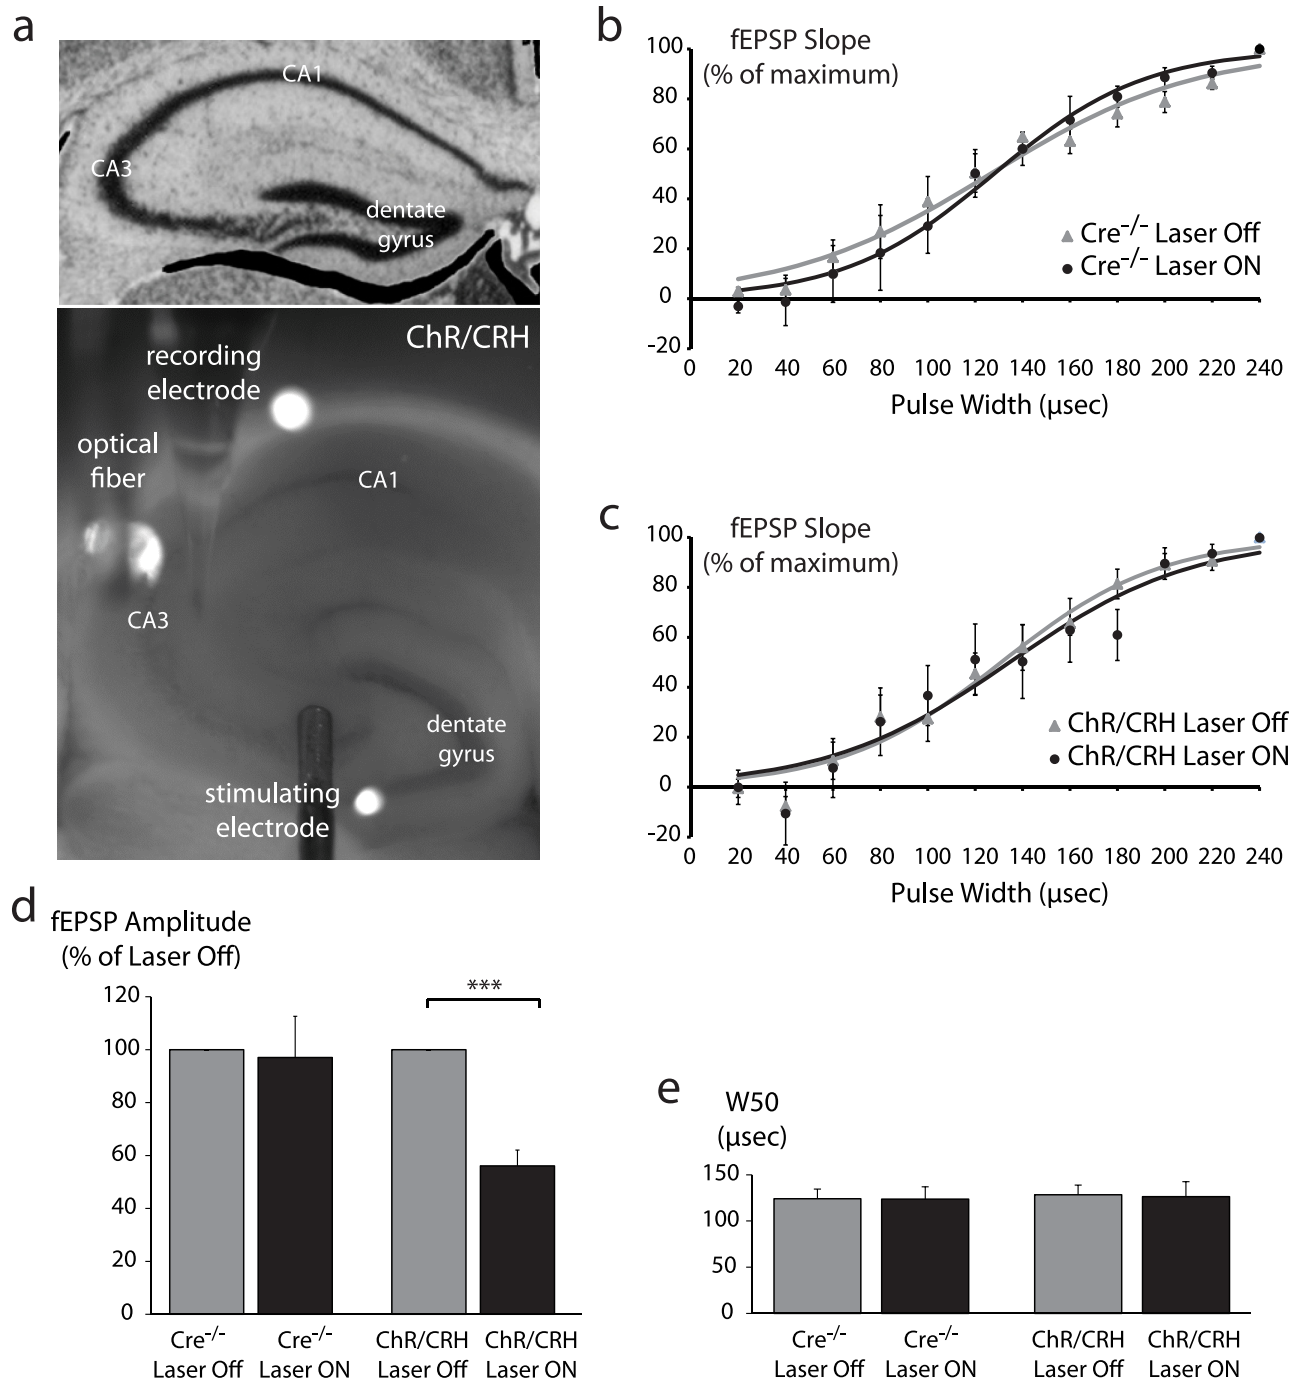 a
CA1
CA3
dentate
gyrus
ChR/CRH
recording
electrode
optical
fiber
CA1
CA3
dentate
gyrus
stimulating
electrode
b
fEPSP Slope
(% of maximum)
100
80
60
40
20
0
-20
Cre⁻/⁻ Laser Off
Cre⁻/⁻ Laser ON
0 20 40 60 80 100 120 140 160 180 200 220 240
Pulse Width (µsec)
c
fEPSP Slope
(% of maximum)
100
80
60
40
20
0
-20
ChR/CRH Laser Off
ChR/CRH Laser ON
0 20 40 60 80 100 120 140 160 180 200 220 240
Pulse Width (µsec)
d
fEPSP Amplitude
(% of Laser Off)
***
120
100
80
60
40
20
0
Cre⁻/⁻ Cre⁻/⁻ ChR/CRH ChR/CRH
Laser Off Laser ON Laser Off Laser ON
e
W50
(µsec)
150
100
50
0
Cre⁻/⁻ Cre⁻/⁻ ChR/CRH ChR/CRH
Laser Off Laser ON Laser Off Laser ON